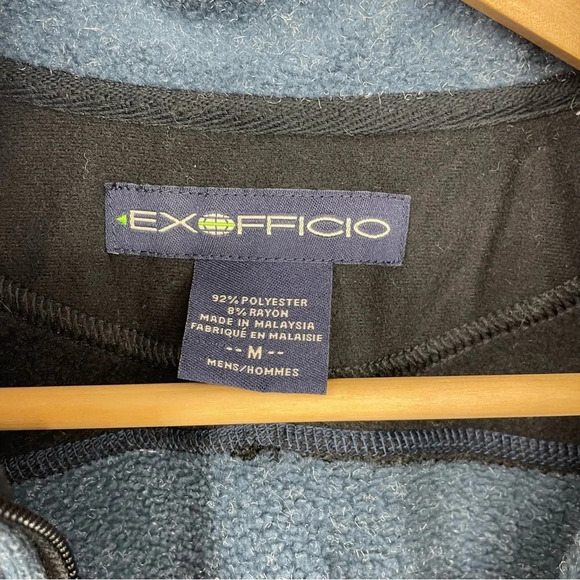 EXOFFICIO
92% POLYESTER
8% RAYON
MADE IN MALAYSIA
FABRIQUÉ EN MALAISIE
-- M --
MENS/HOMMES